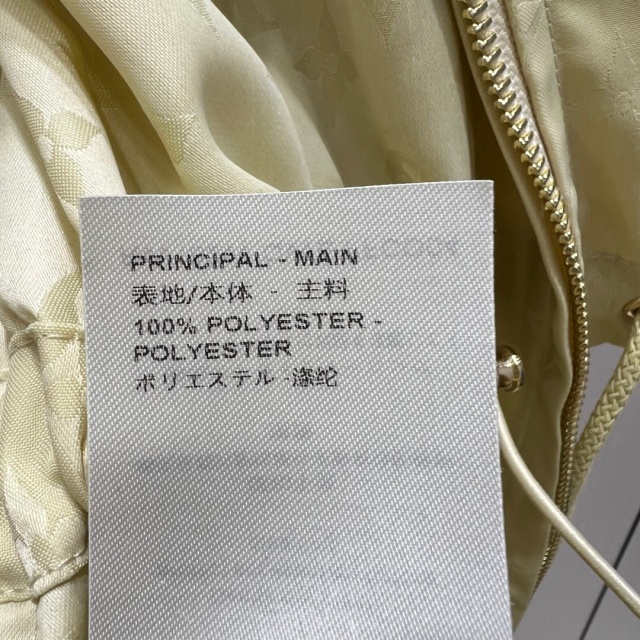 PRINCIPAL - MAIN
表地/本体 - 主料
100% POLYESTER -
POLYESTER
ポリエステル -涤纶